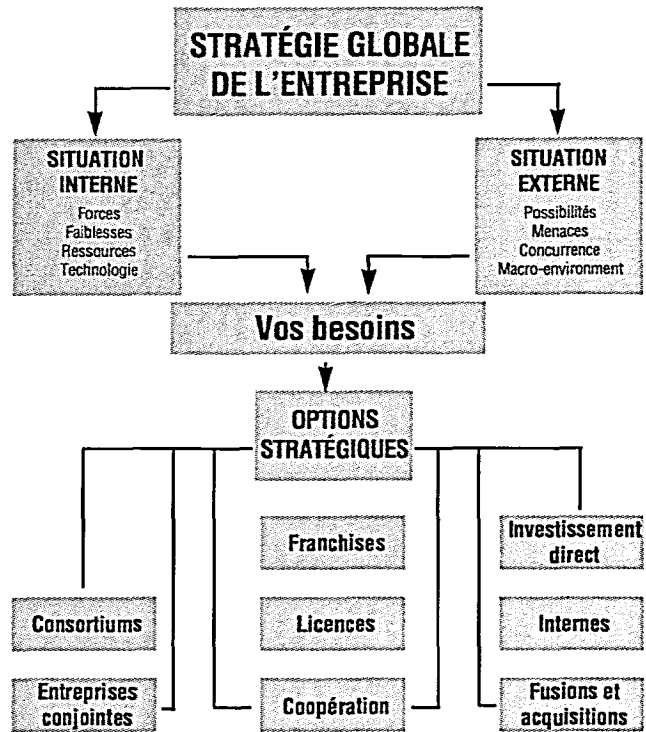 STRATÉGIE GLOBALE
DE L'ENTREPRISE
SITUATION
INTERNE
Forces
Faiblesses
Ressources
Technologie
SITUATION
EXTERNE
Possibilités
Menaces
Concurrence
Macro-environment
Vos besoins
OPTIONS
STRATÉGIQUES
Franchises
Investissement
direct
Consortiums
Licences
Internes
Entreprises
conjointes
Coopération
Fusions et
acquisitions